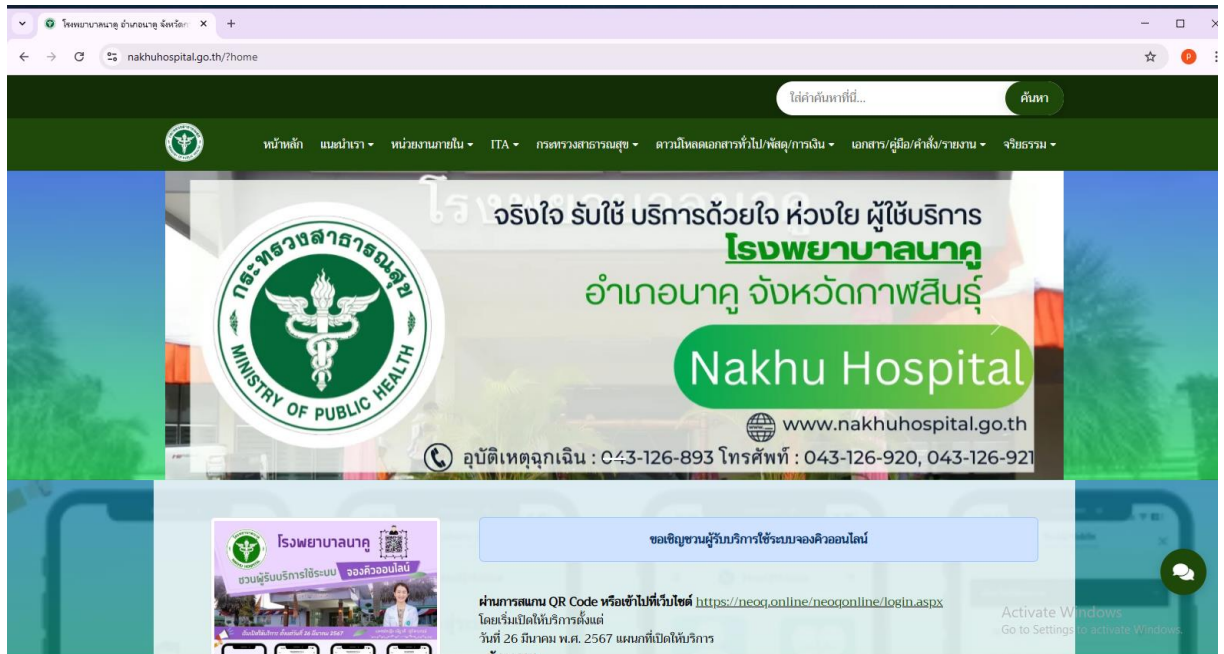 โรงพยาบาลนาคู อำเภอนาคู จังหวัดกา
nakhuhospital.go.th/?home
P
ใส่คำค้นหาที่นี่...
ค้นหา
หน้าหลัก แนะนำเรา หน่วยงานภายใน ITA กระทรวงสาธารณสุข ดาวน์โหลดเอกสารทั่วไป/พัสดุ/การเงิน เอกสาร/คู่มือ/คำสั่ง/รายงาน จริยธรรม
โรงพยาบาลนาคู
จริงใจ รับใช้ บริการด้วยใจ ห่วงใย ผู้ใช้บริการ
โรงพยาบาลนาคู
อำเภอนาคู จังหวัดกาฬสินธุ์
Nakhu Hospital
www.nakhuhospital.go.th
อุบัติเหตุฉุกเฉิน : 043-126-893 โทรศัพท์ : 043-126-920, 043-126-921
กระทรวงสาธารณสุข
MINISTRY OF PUBLIC HEALTH
โรงพยาบาลนาคู
ชวนผู้รับบริการใช้ระบบ จองคิวออนไลน์
ขอเชิญชวนผู้รับบริการใช้ระบบจองคิวออนไลน์
ผ่านการสแกน QR Code หรือเข้าไปที่เว็บไซต์ https://neoq.online/neoqonline/login.aspx
โดยเริ่มเปิดให้บริการตั้งแต่
วันที่ 26 มีนาคม พ.ศ. 2567 แผนกที่เปิดให้บริการ
Activate Windows
Go to Settings to activate Windows.